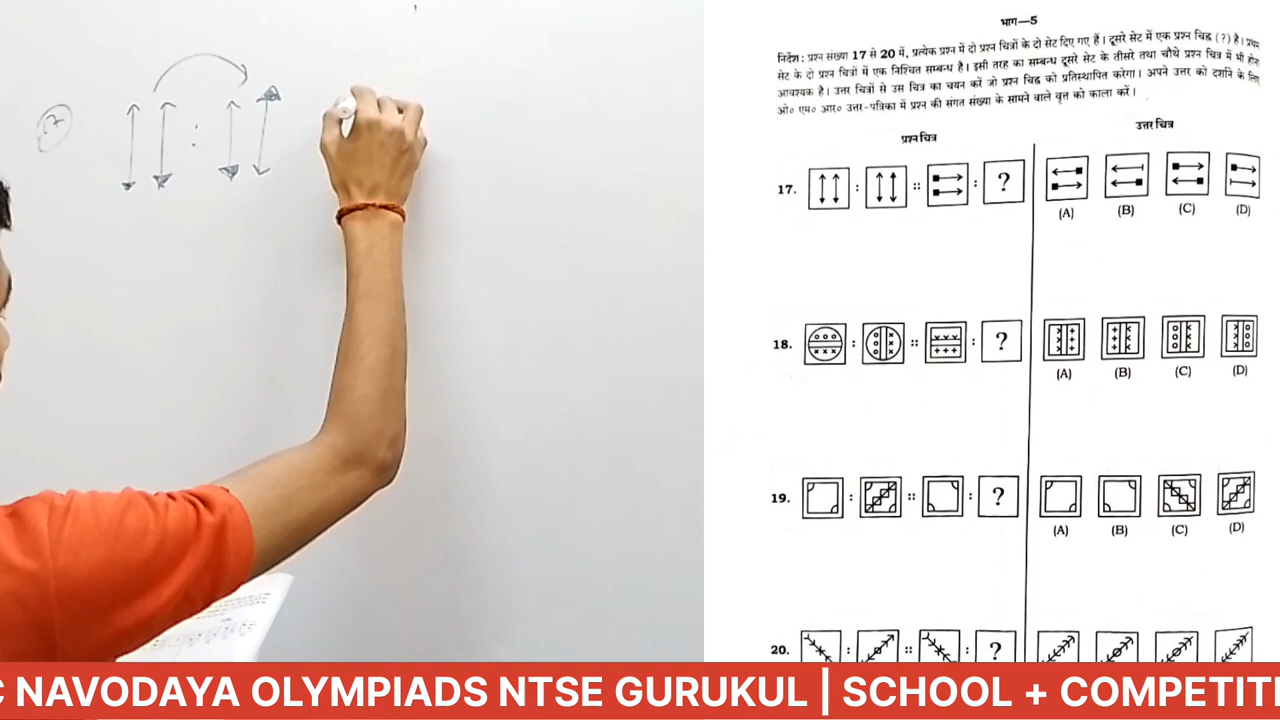 17
:
भाग—5
निर्देश : प्रश्न संख्या 17 से 20 में, प्रत्येक प्रश्न में दो प्रश्न चित्रों के दो सेट दिए गए हैं। दूसरे सेट में एक प्रश्न चिह्न (?) है। प्रथम
सेट के दो प्रश्न चित्रों में एक निश्चित सम्बन्ध है। इसी तरह का सम्बन्ध दूसरे सेट के तीसरे तथा चौथे प्रश्न चित्र में भी होना
आवश्यक है। उत्तर चित्रों से उस चित्र का चयन करें जो प्रश्न चिह्न को प्रतिस्थापित करेगा। अपने उत्तर को दर्शाने के लिए
ओ० एम० आर० उत्तर-पत्रिका में प्रश्न की संगत संख्या के सामने वाले वृत्त को काला करें।
प्रश्न चित्र उत्तर चित्र
17. : :: : ?
(A) (B) (C) (D)
18. : :: : ?
(A) (B) (C) (D)
19. : :: : ?
(A) (B) (C) (D)
20. : :: : ?
C NAVODAYA OLYMPIADS NTSE GURUKUL | SCHOOL + COMPETITI